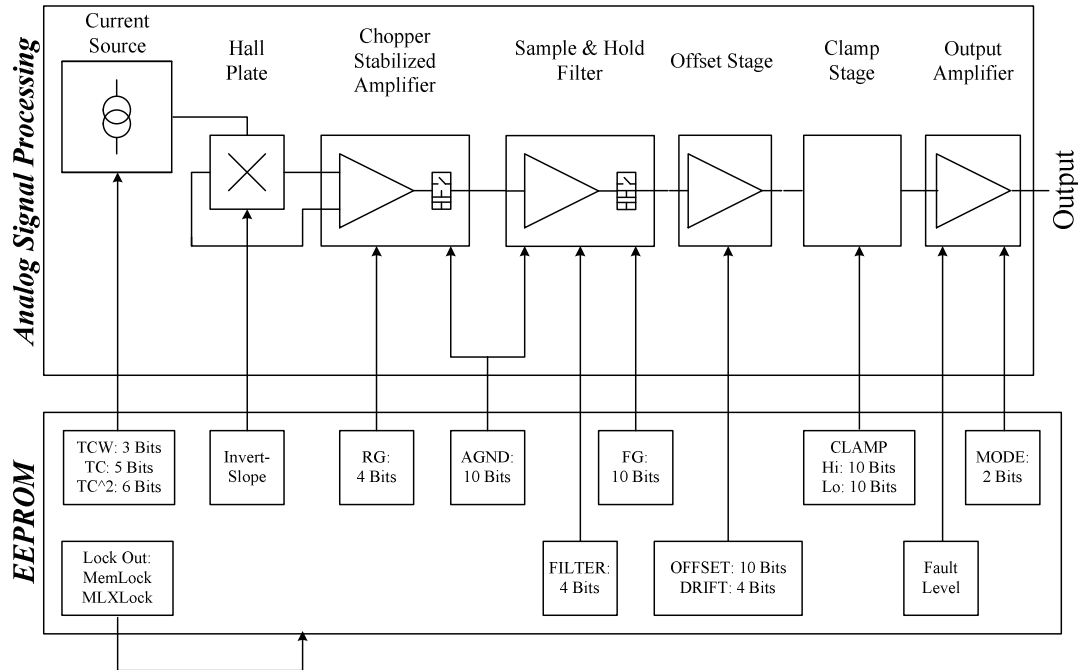 Analog Signal Processing
Current
Source
Hall
Plate
Chopper
Stabilized
Amplifier
Sample & Hold
Filter
Offset Stage
Clamp
Stage
Output
Amplifier
Output
EEPROM
TCW: 3 Bits
TC: 5 Bits
TC^2: 6 Bits
Invert-
Slope
RG:
4 Bits
AGND:
10 Bits
FG:
10 Bits
CLAMP
Hi: 10 Bits
Lo: 10 Bits
MODE:
2 Bits
Lock Out:
MemLock
MLXLock
FILTER:
4 Bits
OFFSET: 10 Bits
DRIFT: 4 Bits
Fault
Level